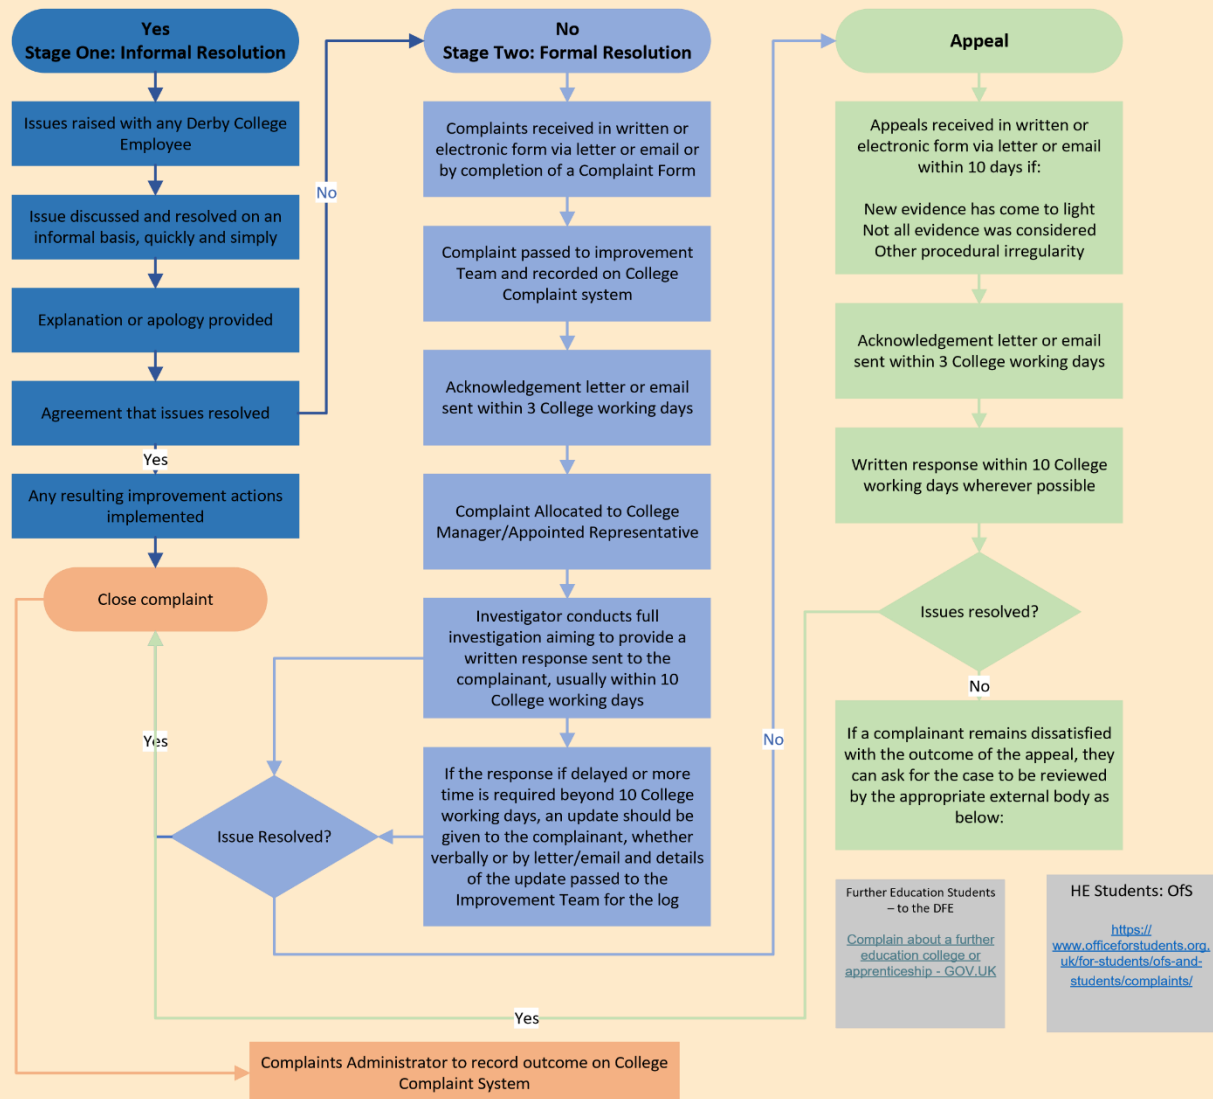 Yes
Stage One: Informal Resolution
Issues raised with any Derby College
Employee
Issue discussed and resolved on an
informal basis, quickly and simply
Explanation or apology provided
Agreement that issues resolved
Yes
Any resulting improvement actions
implemented
Close complaint
No
No
Stage Two: Formal Resolution
Complaints received in written or
electronic form via letter or email or
by completion of a Complaint Form
Complaint passed to improvement
Team and recorded on College
Complaint system
Acknowledgement letter or email
sent within 3 College working days
Complaint Allocated to College
Manager/Appointed Representative
Investigator conducts full
investigation aiming to provide a
written response sent to the
complainant, usually within 10
College working days
If the response if delayed or more
time is required beyond 10 College
working days, an update should be
given to the complainant, whether
verbally or by letter/email and details
of the update passed to the
Improvement Team for the log
Issue Resolved?
Yes
No
Appeal
Appeals received in written or
electronic form via letter or email
within 10 days if:
New evidence has come to light
Not all evidence was considered
Other procedural irregularity
Acknowledgement letter or email
sent within 3 College working days
Written response within 10 College
working days wherever possible
Issues resolved?
No
If a complainant remains dissatisfied
with the outcome of the appeal, they
can ask for the case to be reviewed
by the appropriate external body as
below:
Further Education Students
– to the DFE
Complain about a further
education college or
apprenticeship - GOV.UK
HE Students: OfS
https://
www.officeforstudents.org.
uk/for-students/ofs-and-
students/complaints/
Yes
Complaints Administrator to record outcome on College
Complaint System